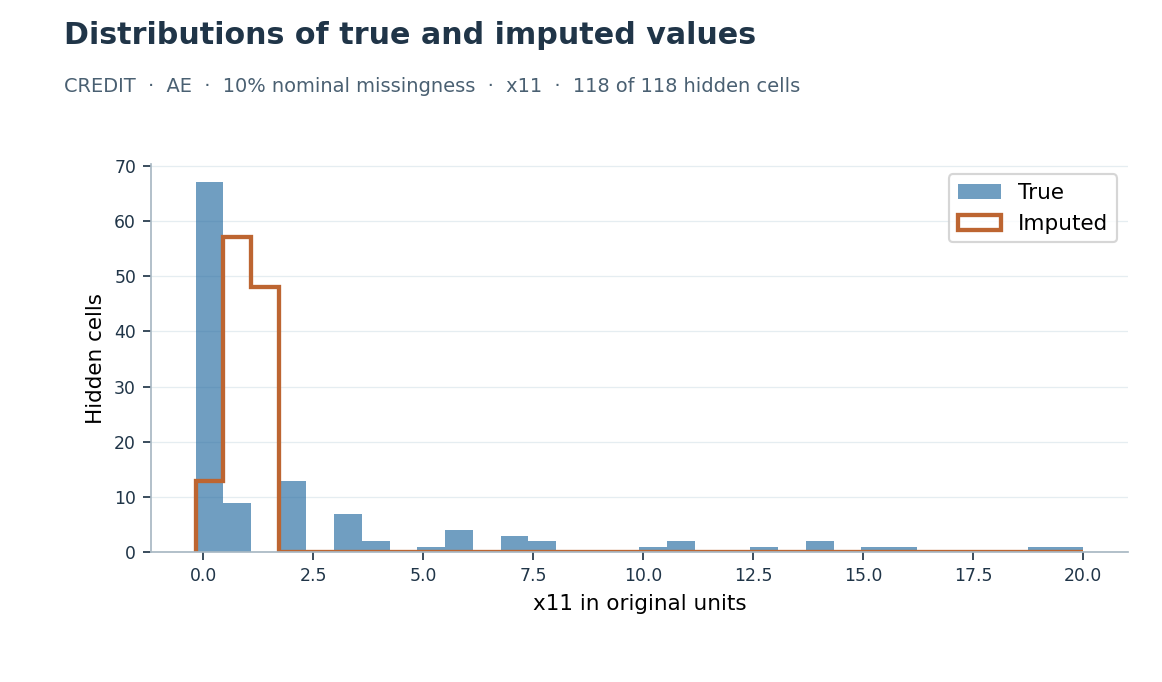 Distributions of true and imputed values
CREDIT · AE · 10% nominal missingness · x11 · 118 of 118 hidden cells
70
60
50
40
30
20
10
0
Hidden cells
True
Imputed
0.0 2.5 5.0 7.5 10.0 12.5 15.0 17.5 20.0
x11 in original units